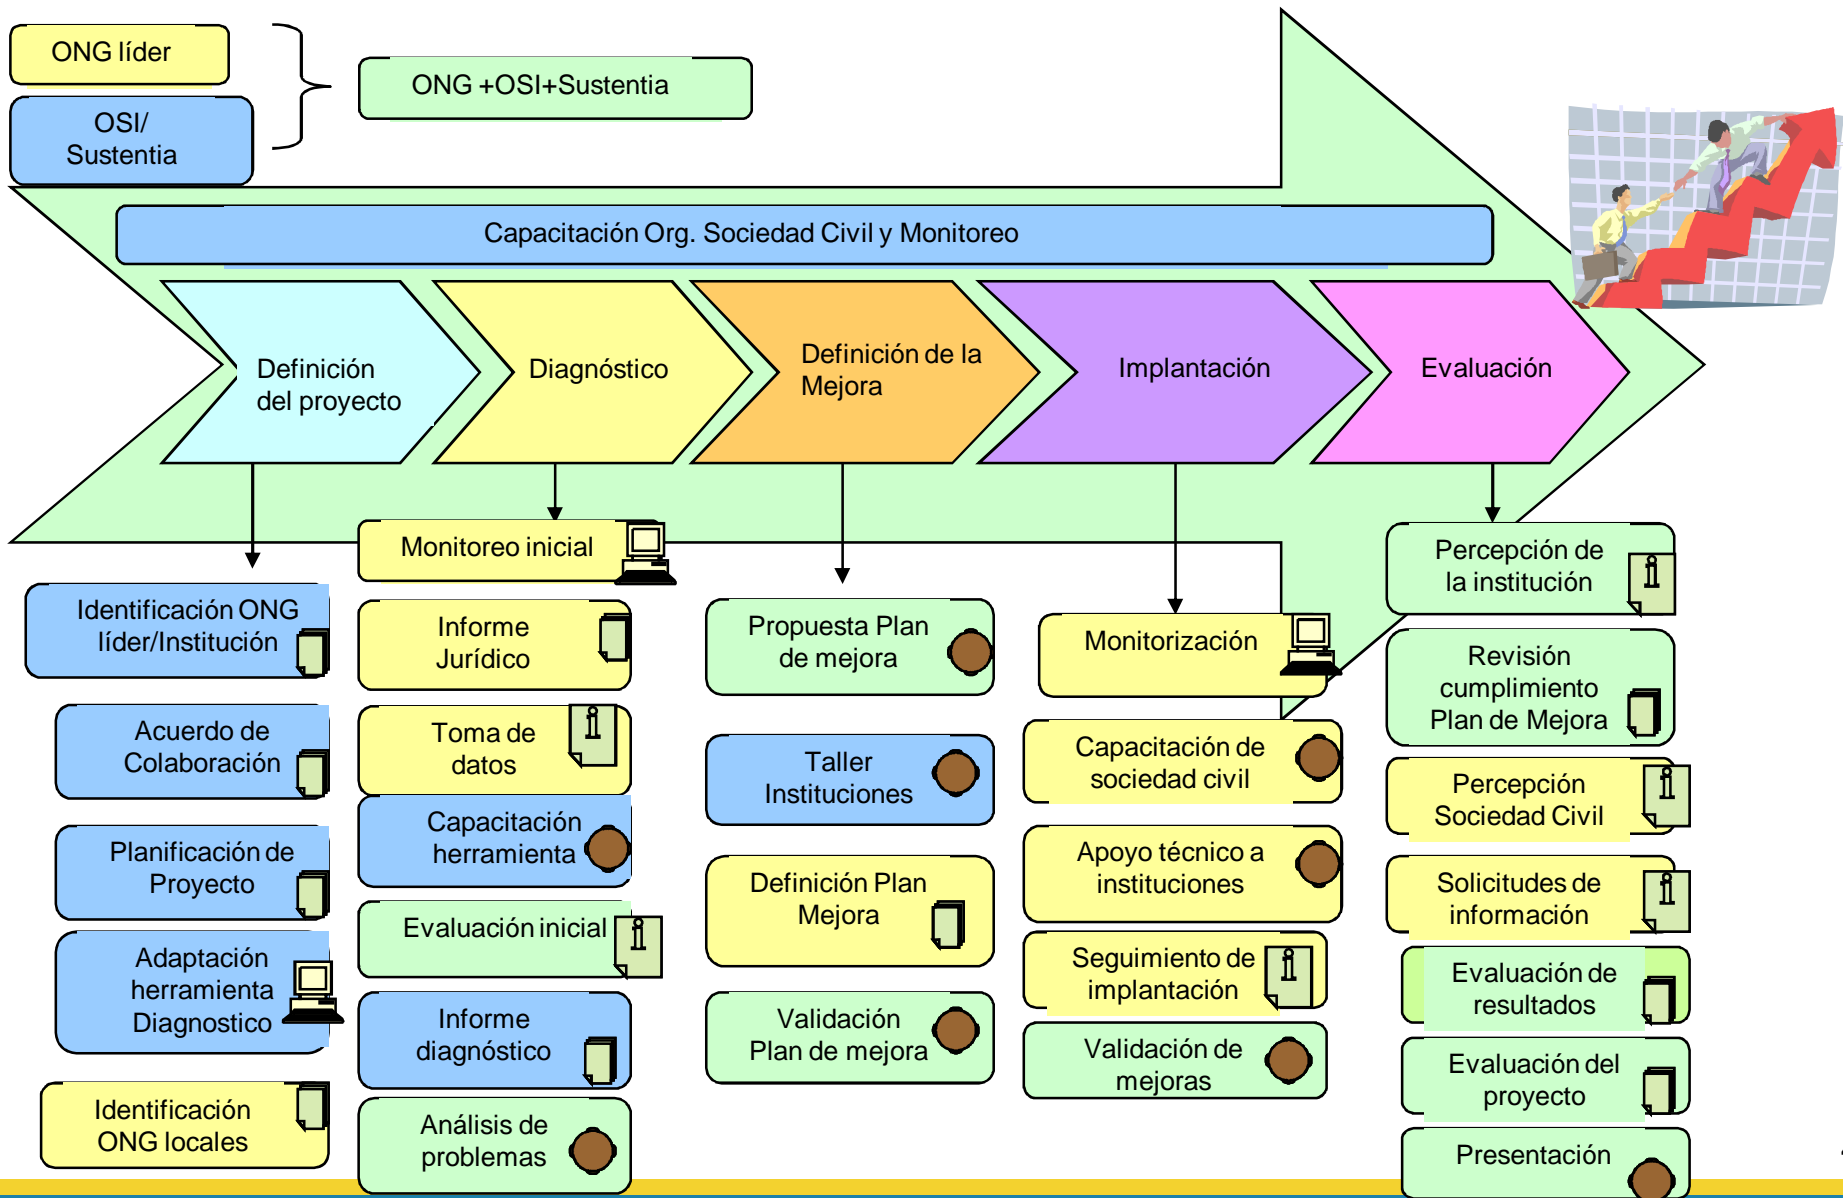 ONG líder
OSI/
Sustentia
ONG +OSI+Sustentia
Capacitación Org. Sociedad Civil y Monitoreo
Definición
del proyecto
Diagnóstico
Definición de la
Mejora
Implantación
Evaluación
Identificación ONG
líder/Institución
Acuerdo de
Colaboración
Planificación de
Proyecto
Adaptación
herramienta
Diagnostico
Identificación
ONG locales
Monitoreo inicial
Informe
Jurídico
Toma de
datos
Capacitación
herramienta
Evaluación inicial
Informe
diagnóstico
Análisis de
problemas
Propuesta Plan
de mejora
Taller
Instituciones
Definición Plan
Mejora
Validación
Plan de mejora
Monitorización
Capacitación de
sociedad civil
Apoyo técnico a
instituciones
Seguimiento de
implantación
Validación de
mejoras
Percepción de
la institución
Revisión
cumplimiento
Plan de Mejora
Percepción
Sociedad Civil
Solicitudes de
información
Evaluación de
resultados
Evaluación del
proyecto
Presentación